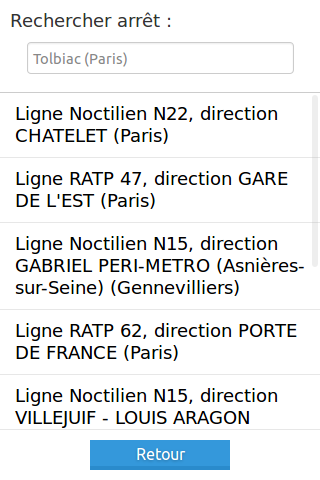 Rechercher arrêt :
Tolbiac (Paris)
Ligne Noctilien N22, direction
CHATELET (Paris)
Ligne RATP 47, direction GARE
DE L'EST (Paris)
Ligne Noctilien N15, direction
GABRIEL PERI-METRO (Asnières-
sur-Seine) (Gennevilliers)
Ligne RATP 62, direction PORTE
DE FRANCE (Paris)
Ligne Noctilien N15, direction
VILLEJUIF - LOUIS ARAGON
Retour